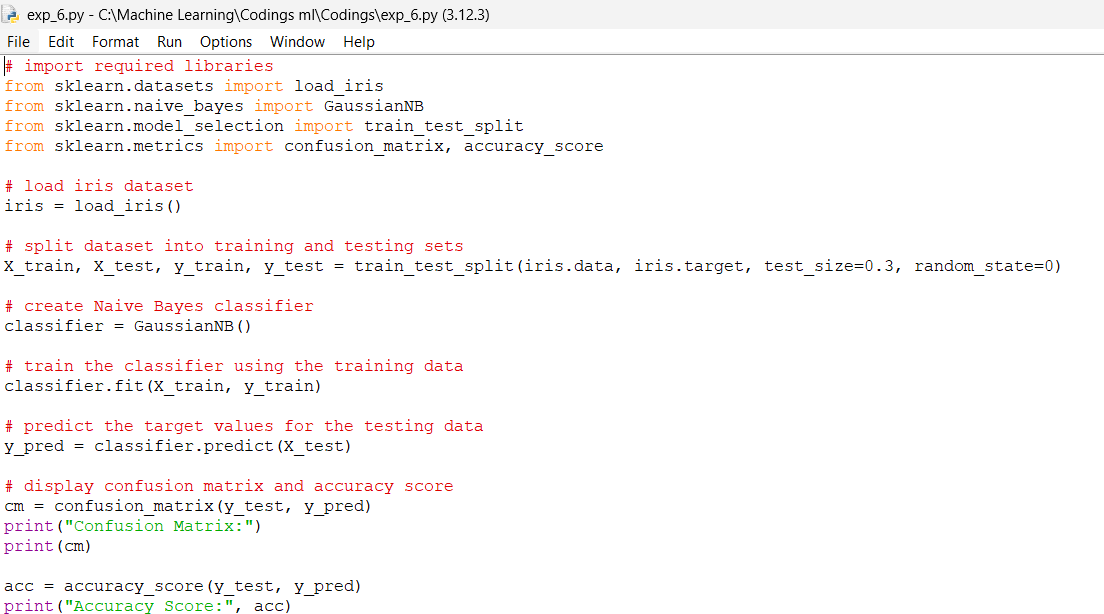 exp_6.py - C:\Machine Learning\Codings ml\Codings\exp_6.py (3.12.3)
File Edit Format Run Options Window Help
# import required libraries
from sklearn.datasets import load_iris
from sklearn.naive_bayes import GaussianNB
from sklearn.model_selection import train_test_split
from sklearn.metrics import confusion_matrix, accuracy_score
# load iris dataset
iris = load_iris()
# split dataset into training and testing sets
X_train, X_test, y_train, y_test = train_test_split(iris.data, iris.target, test_size=0.3, random_state=0)
# create Naive Bayes classifier
classifier = GaussianNB()
# train the classifier using the training data
classifier.fit(X_train, y_train)
# predict the target values for the testing data
y_pred = classifier.predict(X_test)
# display confusion matrix and accuracy score
cm = confusion_matrix(y_test, y_pred)
print("Confusion Matrix:")
print(cm)
acc = accuracy_score(y_test, y_pred)
print("Accuracy Score:", acc)